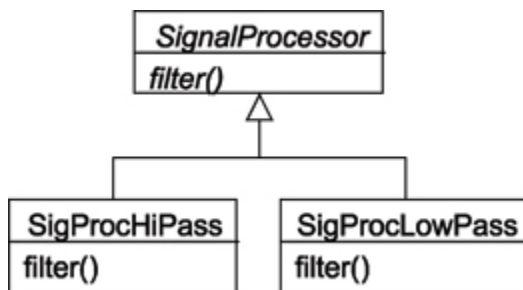 SignalProcessor
filter()
SigProcHiPass
filter()
SigProcLowPass
filter()